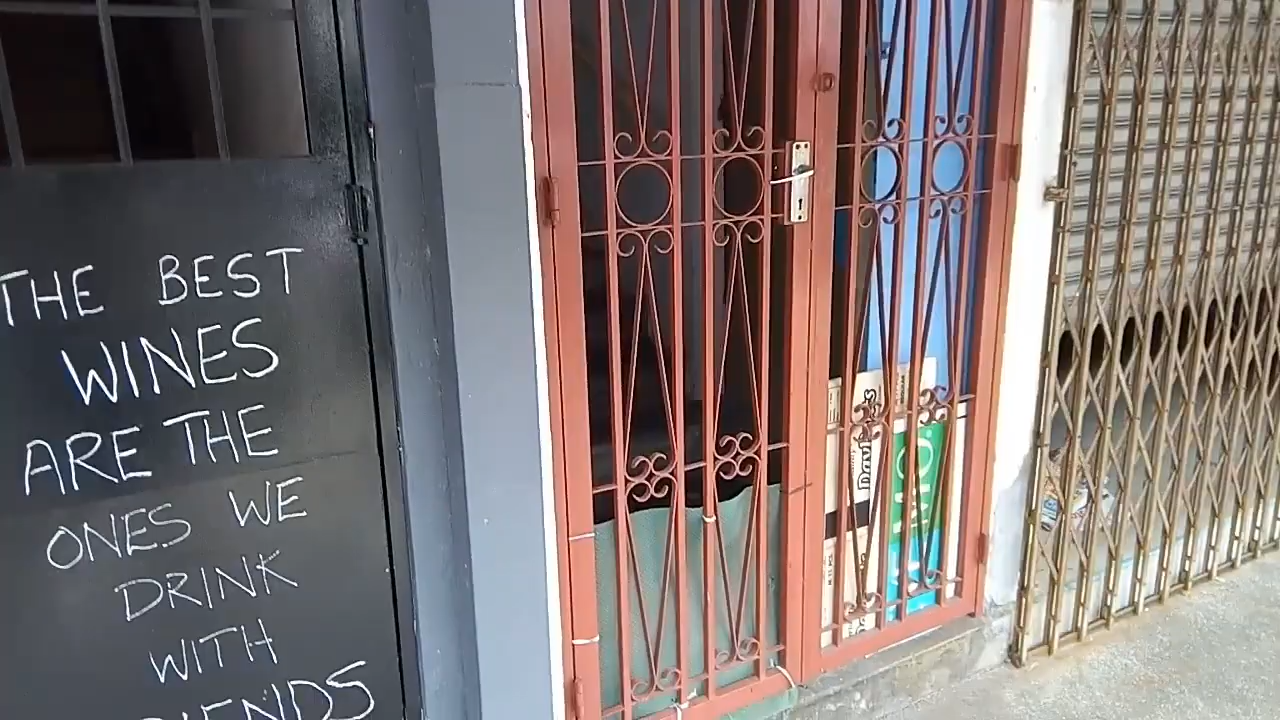 THE BEST
WINES
ARE THE
ONES WE
DRINK
WITH